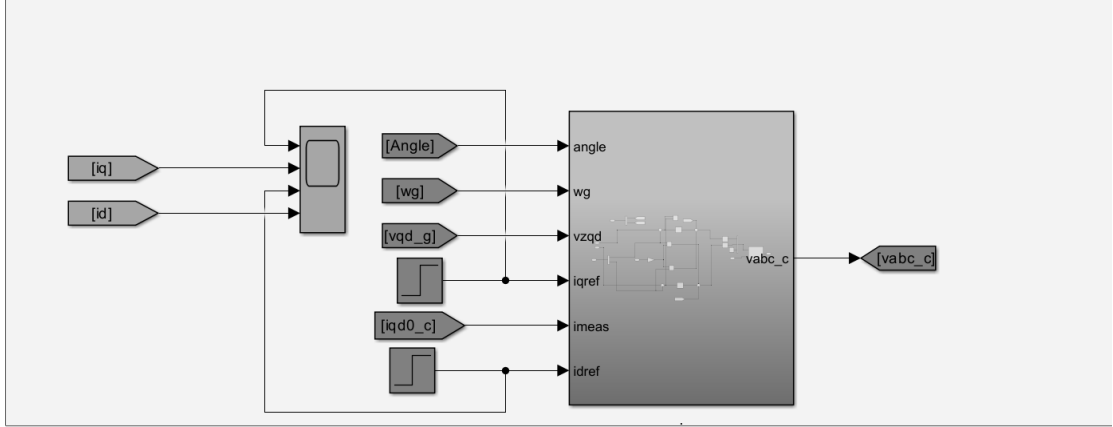 [iq]
[id]
[Angle]
[wg]
[vqd_g]
[iqd0_c]
angle
wg
vzqd
iqref
imeas
idref
vabc_c
[vabc_c]